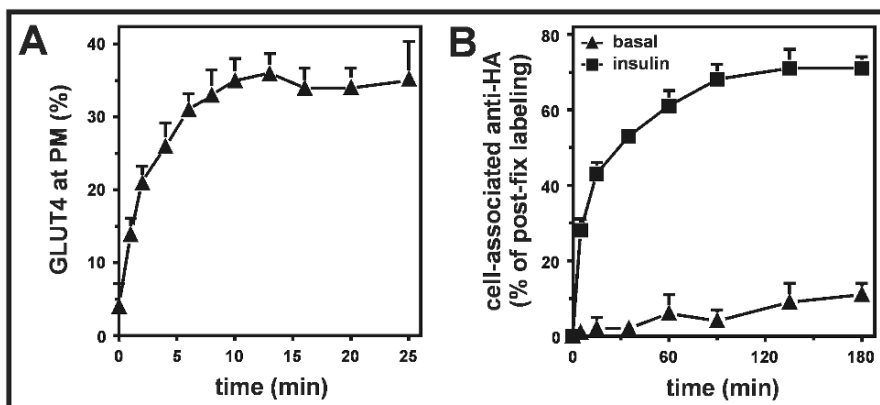 A
GLUT4 at PM (%)
40
30
20
10
0
0 5 10 15 20 25
time (min)
B
basal
insulin
cell-associated anti-HA
(% of post-fix labeling)
80
60
40
20
0
0 60 120 180
time (min)